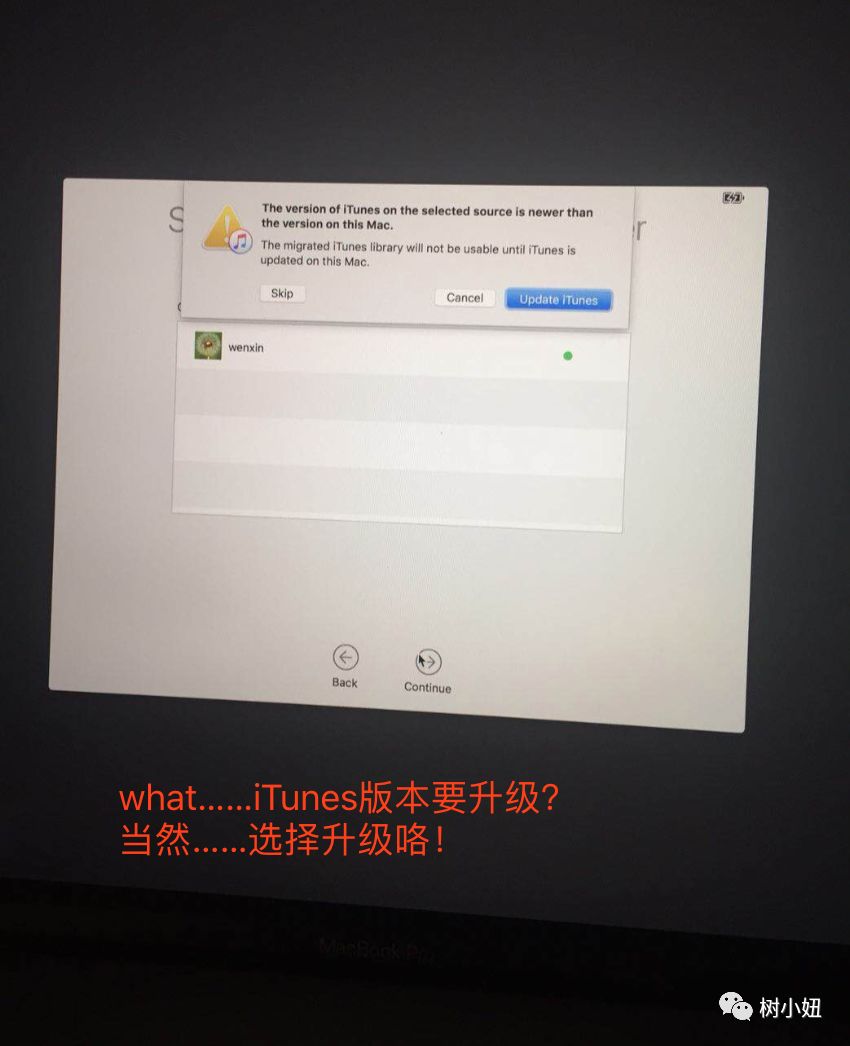 The version of iTunes on the selected source is newer than
the version on this Mac.
The migrated iTunes library will not be usable until iTunes is
updated on this Mac.
Skip
Cancel
Update iTunes
wenxin
Back
Continue
what......iTunes版本要升级?
当然......选择升级咯!
MacBook Pro
树小妞